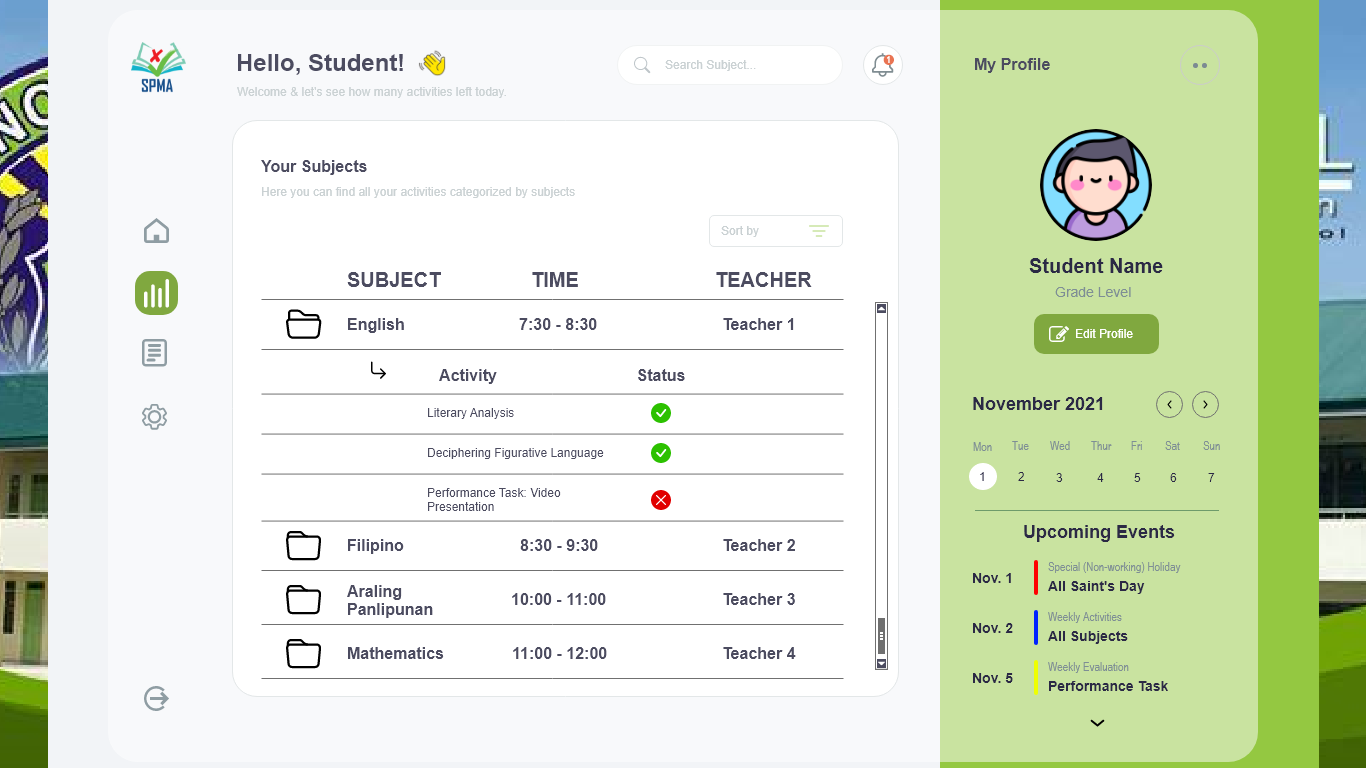 SPMA
Hello, Student!
Welcome & let's see how many activities left today.
Search Subject...
1
Your Subjects
Here you can find all your activities categorized by subjects
Sort by
SUBJECT TIME TEACHER
English 7:30 - 8:30 Teacher 1
Activity Status
Literary Analysis
Deciphering Figurative Language
Performance Task: Video
Presentation
Filipino 8:30 - 9:30 Teacher 2
Araling
Panlipunan 10:00 - 11:00 Teacher 3
Mathematics 11:00 - 12:00 Teacher 4
My Profile
Student Name
Grade Level
Edit Profile
November 2021
Mon Tue Wed Thur Fri Sat Sun
1 2 3 4 5 6 7
Upcoming Events
Special (Non-working) Holiday
Nov. 1 All Saint's Day
Weekly Activities
Nov. 2 All Subjects
Weekly Evaluation
Nov. 5 Performance Task